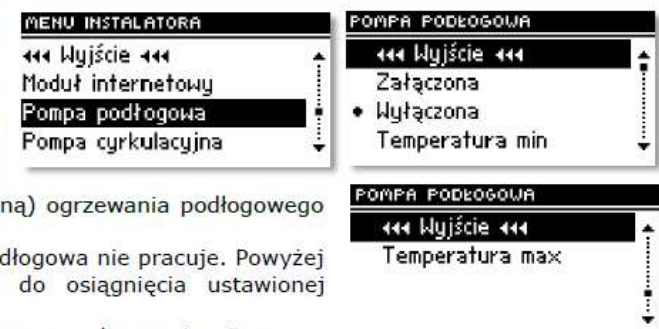 MENU INSTALATORA
◄◄◄ Wyjście ◄◄◄
Moduł internetowy
Pompa podłogowa
Pompa cyrkulacyjna
POMPA PODŁOGOWA
◄◄◄ Wyjście ◄◄◄
Załączona
• Wyłączona
Temperatura min
POMPA PODŁOGOWA
◄◄◄ Wyjście ◄◄◄
Temperatura max
ną) ogrzewania podłogowego
dłogowa nie pracuje. Powyżej
do osiągnięcia ustawionej